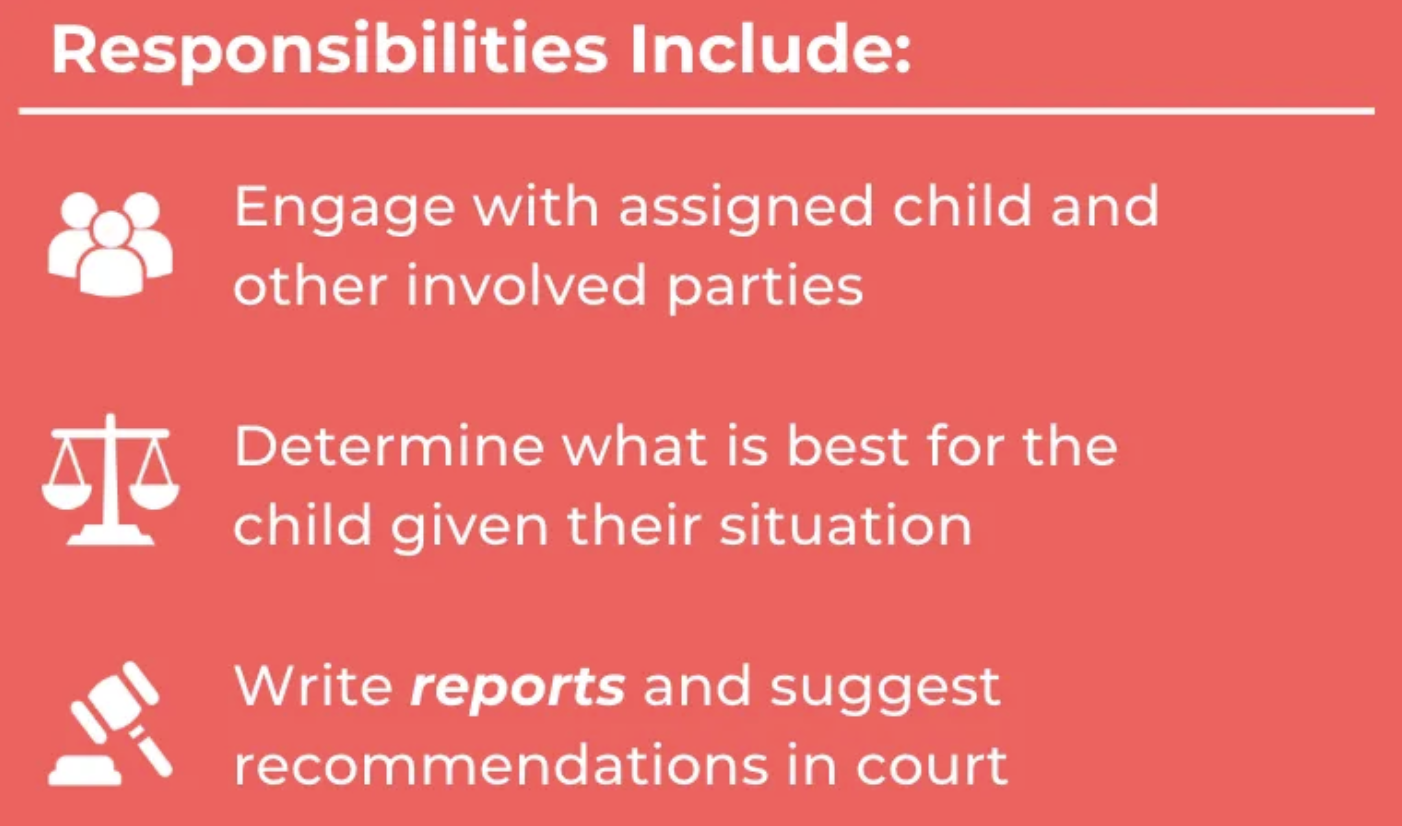 Responsibilities Include:
Engage with assigned child and
other involved parties
Determine what is best for the
child given their situation
Write reports and suggest
recommendations in court